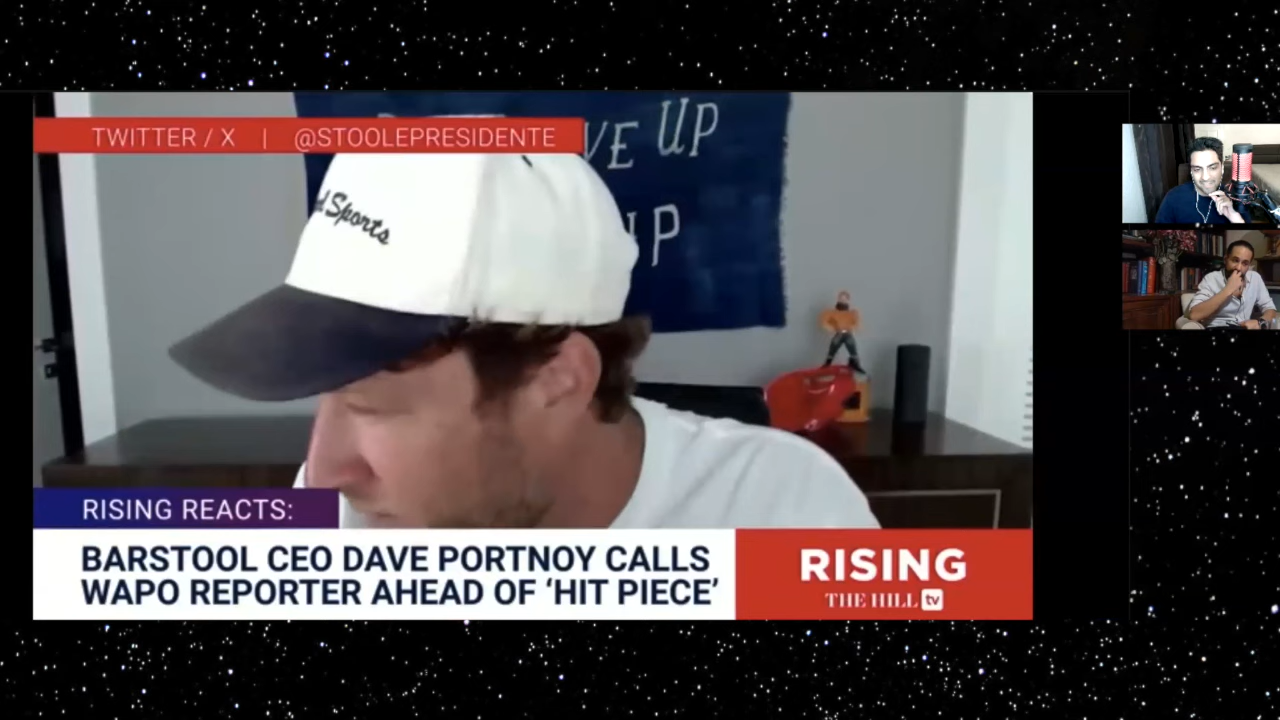 TWITTER / X | @STOOLEPRESIDENTE
VE UP
UP
Sports
RISING REACTS:
BARSTOOL CEO DAVE PORTNOY CALLS
WAPO REPORTER AHEAD OF ‘HIT PIECE’
RISING
THE HILL tv